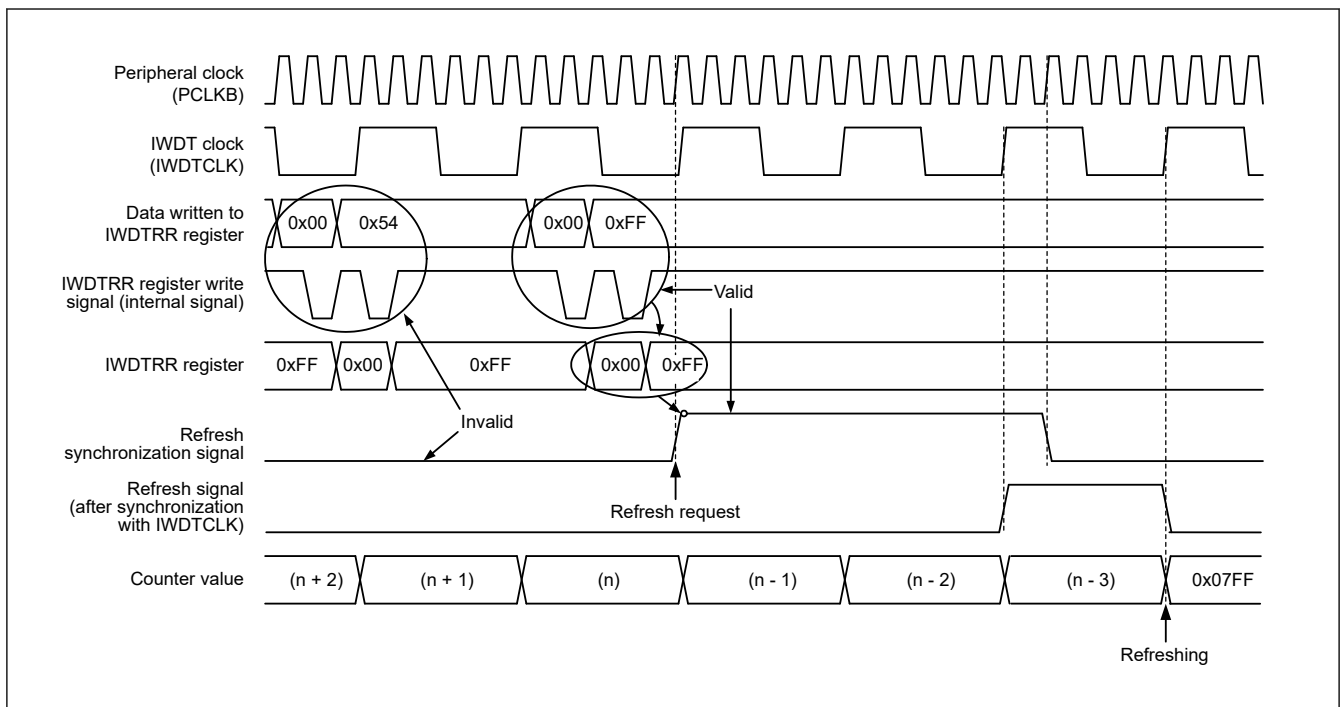 Peripheral clock
(PCLKB)
IWDT clock
(IWDTCLK)
Data written to
IWDTRR register
0x00
0x54
0x00
0xFF
IWDTRR register write
signal (internal signal)
Valid
IWDTRR register
0xFF
0x00
0xFF
0x00
0xFF
Invalid
Refresh
synchronization signal
Refresh request
Refresh signal
(after synchronization
with IWDTCLK)
Counter value
(n + 2)
(n + 1)
(n)
(n - 1)
(n - 2)
(n - 3)
0x07FF
Refreshing